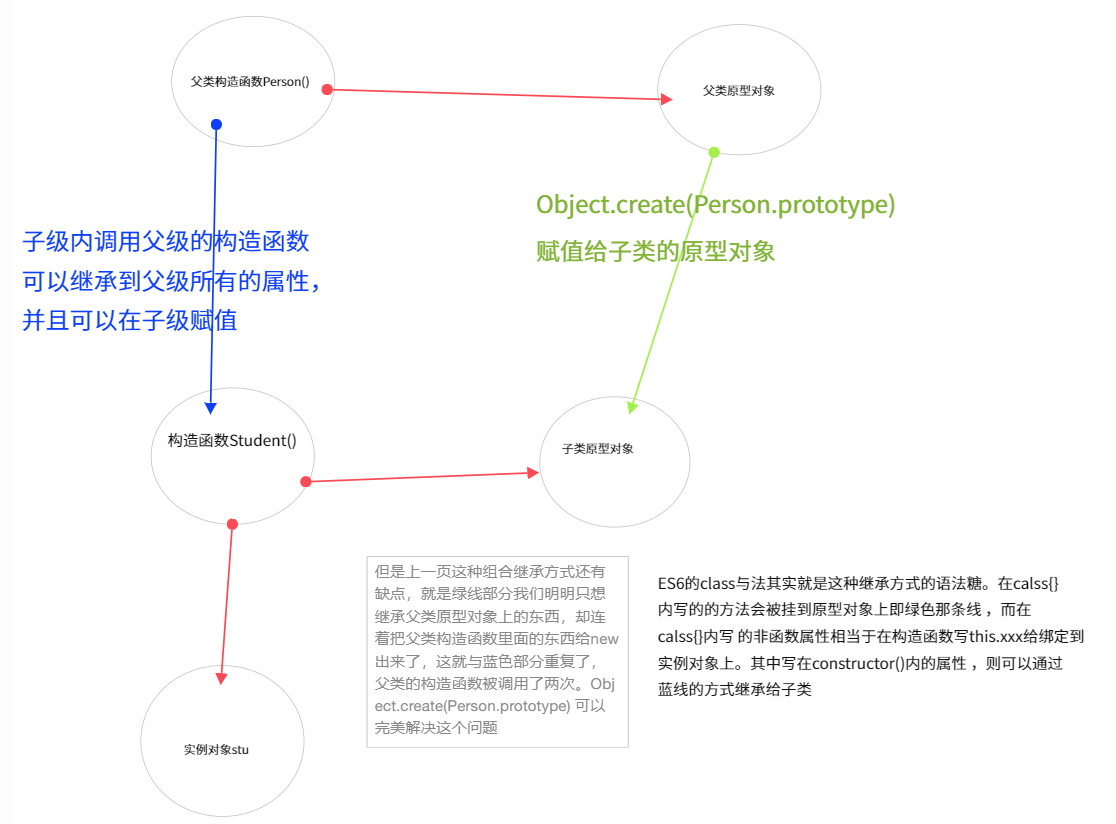 父类构造函数Person()
父类原型对象
Object.create(Person.prototype)
赋值给子类的原型对象
子级内调用父级的构造函数
可以继承到父级所有的属性，
并且可以在子级赋值
构造函数Student()
子类原型对象
但是上一页这种组合继承方式还有
缺点，就是绿线部分我们明明只想
继承父类原型对象上的东西，却连
着把父类构造函数里面的东西给new
出来了，这就与蓝色部分重复了，
父类的构造函数被调用了两次。Obj
ect.create(Person.prototype) 可以
完美解决这个问题
ES6的class与法其实就是这种继承方式的语法糖。在calss{}
内写的的方法会被挂到原型对象上即绿色那条线 ，而在
calss{}内写 的非函数属性相当于在构造函数写this.xxx给绑定到
实例对象上。其中写在constructor()内的属性 ，则可以通过
蓝线的方式继承给子类
实例对象stu